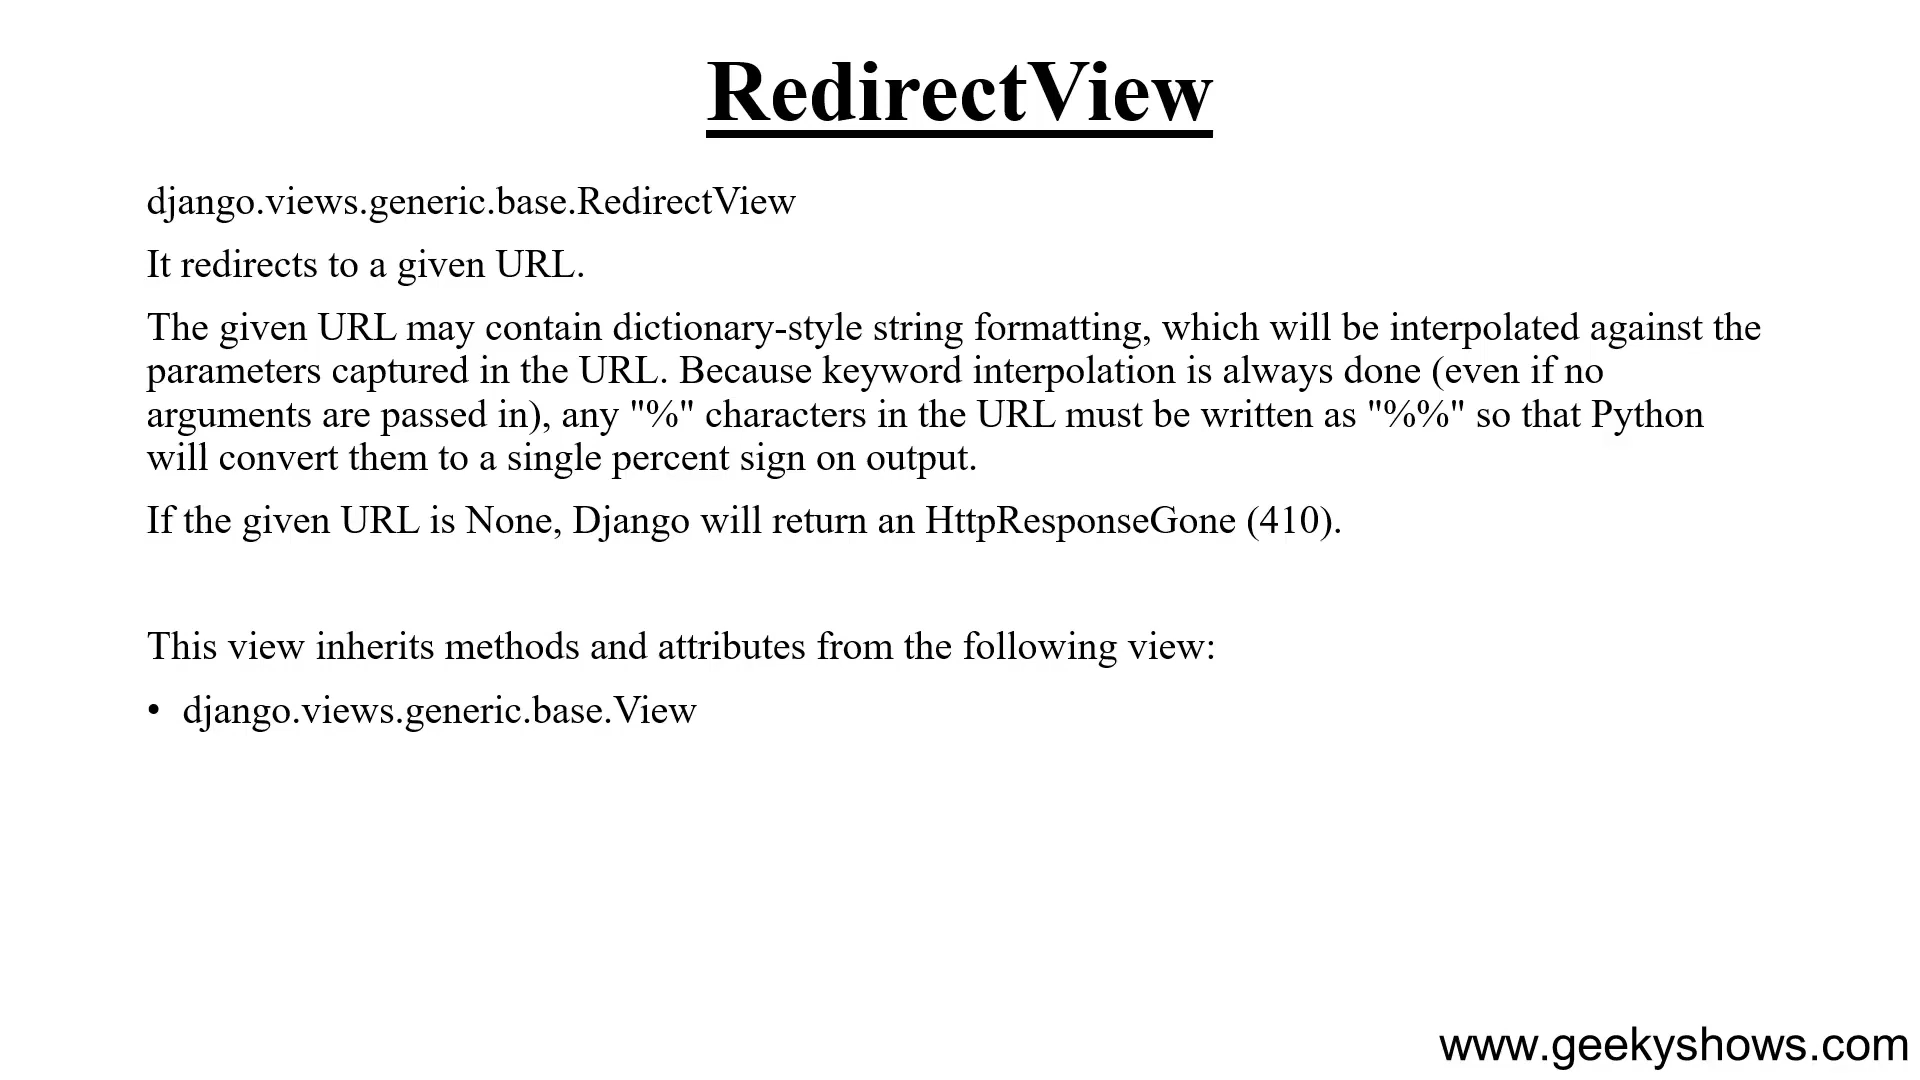 RedirectView
django.views.generic.base.RedirectView
It redirects to a given URL.
The given URL may contain dictionary-style string formatting, which will be interpolated against the
parameters captured in the URL. Because keyword interpolation is always done (even if no
arguments are passed in), any "%" characters in the URL must be written as "%%" so that Python
will convert them to a single percent sign on output.
If the given URL is None, Django will return an HttpResponseGone (410).
This view inherits methods and attributes from the following view:
• django.views.generic.base.View
www.geekyshows.com